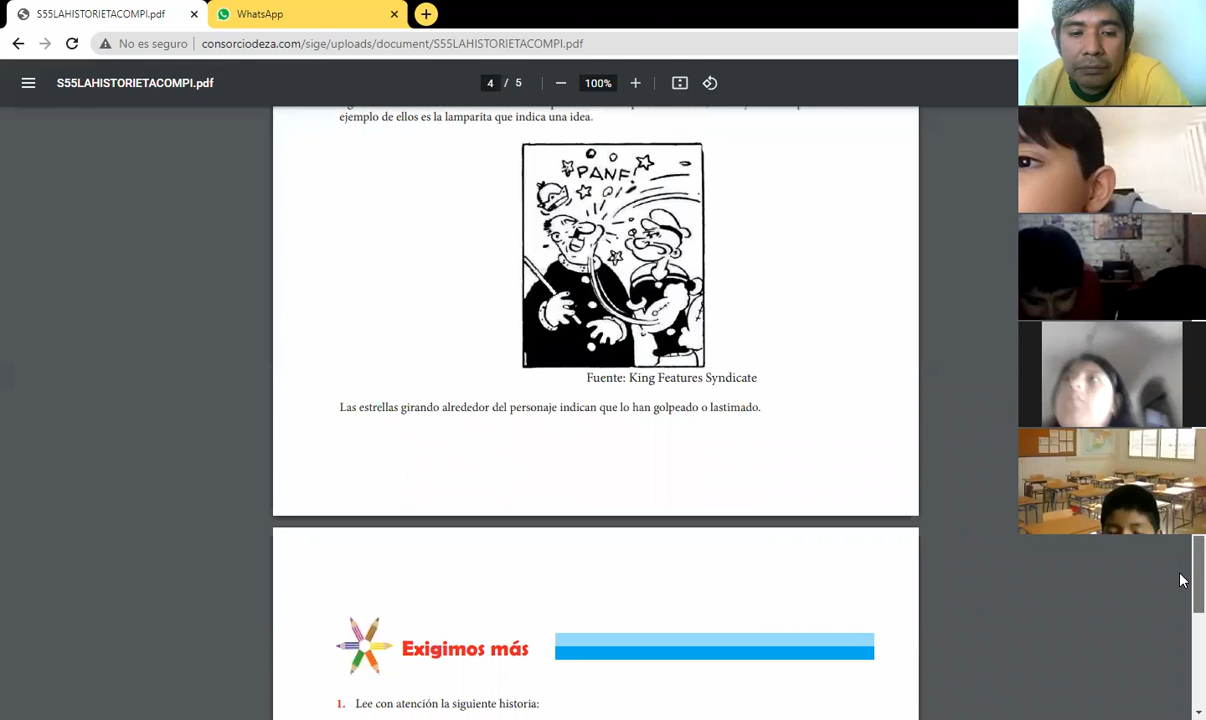 S55LAHISTORIETACOMPI.pdf
WhatsApp
No es seguro
consorciodeza.com/sige/uploads/document/S55LAHISTORIETACOMPI.pdf
S55LAHISTORIETACOMPI.pdf
4 / 5
100%
ejemplo de ellos es la lamparita que indica una idea.
PANF!
Fuente: King Features Syndicate
Las estrellas girando alrededor del personaje indican que lo han golpeado o lastimado.
Exigimos más
1. Lee con atención la siguiente historia: